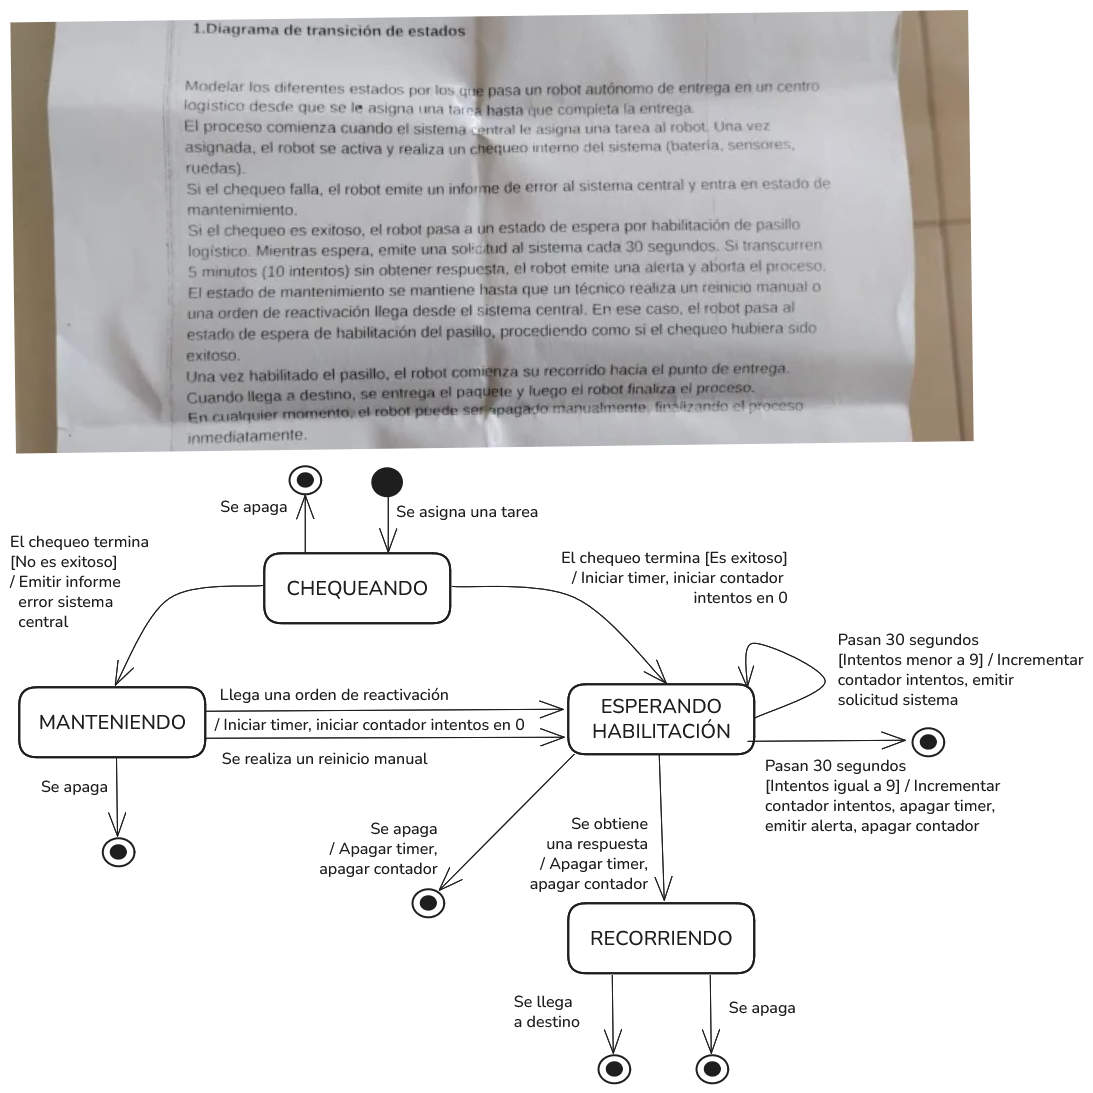 1.Diagrama de transición de estados
Modelar los diferentes estados por los que pasa un robot autónomo de entrega en un centro
logístico desde que se le asigna una tarea hasta que completa la entrega.
El proceso comienza cuando el sistema central le asigna una tarea al robot. Una vez
asignada, el robot se activa y realiza un chequeo interno del sistema (batería, sensores,
ruedas).
Si el chequeo falla, el robot emite un informe de error al sistema central y entra en estado de
mantenimiento.
Si el chequeo es exitoso, el robot pasa a un estado de espera por habilitación de pasillo
logístico. Mientras espera, emite una solicitud al sistema cada 30 segundos. Si transcurren
5 minutos (10 intentos) sin obtener respuesta, el robot emite una alerta y aborta el proceso.
El estado de mantenimiento se mantiene hasta que un técnico realiza un reinicio manual o
una orden de reactivación llega desde el sistema central. En ese caso, el robot pasa al
estado de espera de habilitación del pasillo, procediendo como si el chequeo hubiera sido
exitoso.
Una vez habilitado el pasillo, el robot comienza su recorrido hacia el punto de entrega.
Cuando llega a destino, se entrega el paquete y luego el robot finaliza el proceso.
En cualquier momento, el robot puede ser apagado manualmente, finalizando el proceso
inmediatamente.
Se apaga
Se asigna una tarea
El chequeo termina
[No es exitoso]
/ Emitir informe
error sistema
central
CHEQUEANDO
El chequeo termina [Es exitoso]
/ Iniciar timer, iniciar contador
intentos en 0
Pasan 30 segundos
[Intentos menor a 9] / Incrementar
contador intentos, emitir
solicitud sistema
MANTENIENDO
Llega una orden de reactivación
/ Iniciar timer, iniciar contador intentos en 0
Se realiza un reinicio manual
ESPERANDO
HABILITACIÓN
Pasan 30 segundos
[Intentos igual a 9] / Incrementar
contador intentos, apagar timer,
emitir alerta, apagar contador
Se apaga
Se apaga
/ Apagar timer,
apagar contador
Se obtiene
una respuesta
/ Apagar timer,
apagar contador
RECORRIENDO
Se llega
a destino
Se apaga